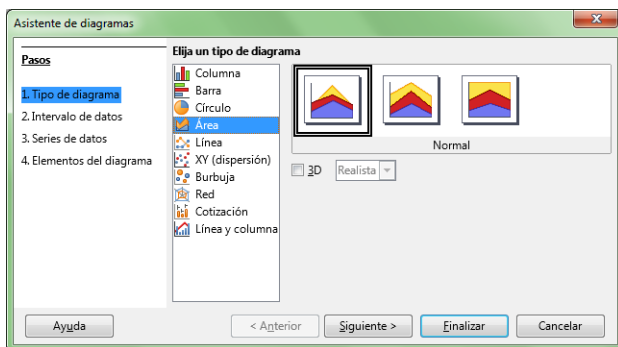 Asistente de diagramas
Pasos
1. Tipo de diagrama
2. Intervalo de datos
3. Series de datos
4. Elementos del diagrama
Elija un tipo de diagrama
Columna
Barra
Círculo
Área
Línea
XY (dispersión)
Burbuja
Red
Cotización
Línea y columna
Normal
3D Realista
Ayuda < Anterior Siguiente > Finalizar Cancelar